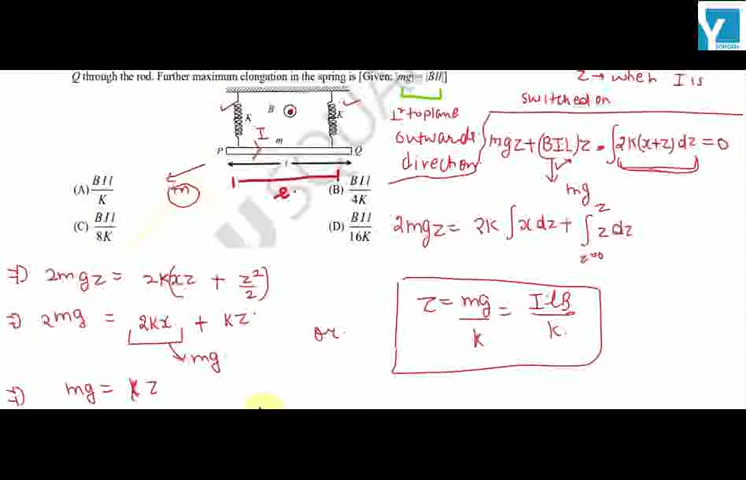 Y
SCHOOL
Q through the rod. Further maximum elongation in the spring is [Given: |mg| = |BIl|]
z → when I is
switched on
K
B
K
I
m
P
Q
l
l
m
(A) BIl/K
(B) BIl/4K
(C) BIl/8K
(D) BIl/16K
⊥r to plane
outwards
direction
mgz + (BIL)z - ∫2K(x+z)dz = 0
mg
2mgz = 2K ∫x dz + ∫_{z=0}^{z} z dz
⇒ 2mgz = 2K(xz + z²/2)
⇒ 2mg = 2Kx + Kz
mg
or
⇒ mg = Kz
z = mg/K = IlB/K